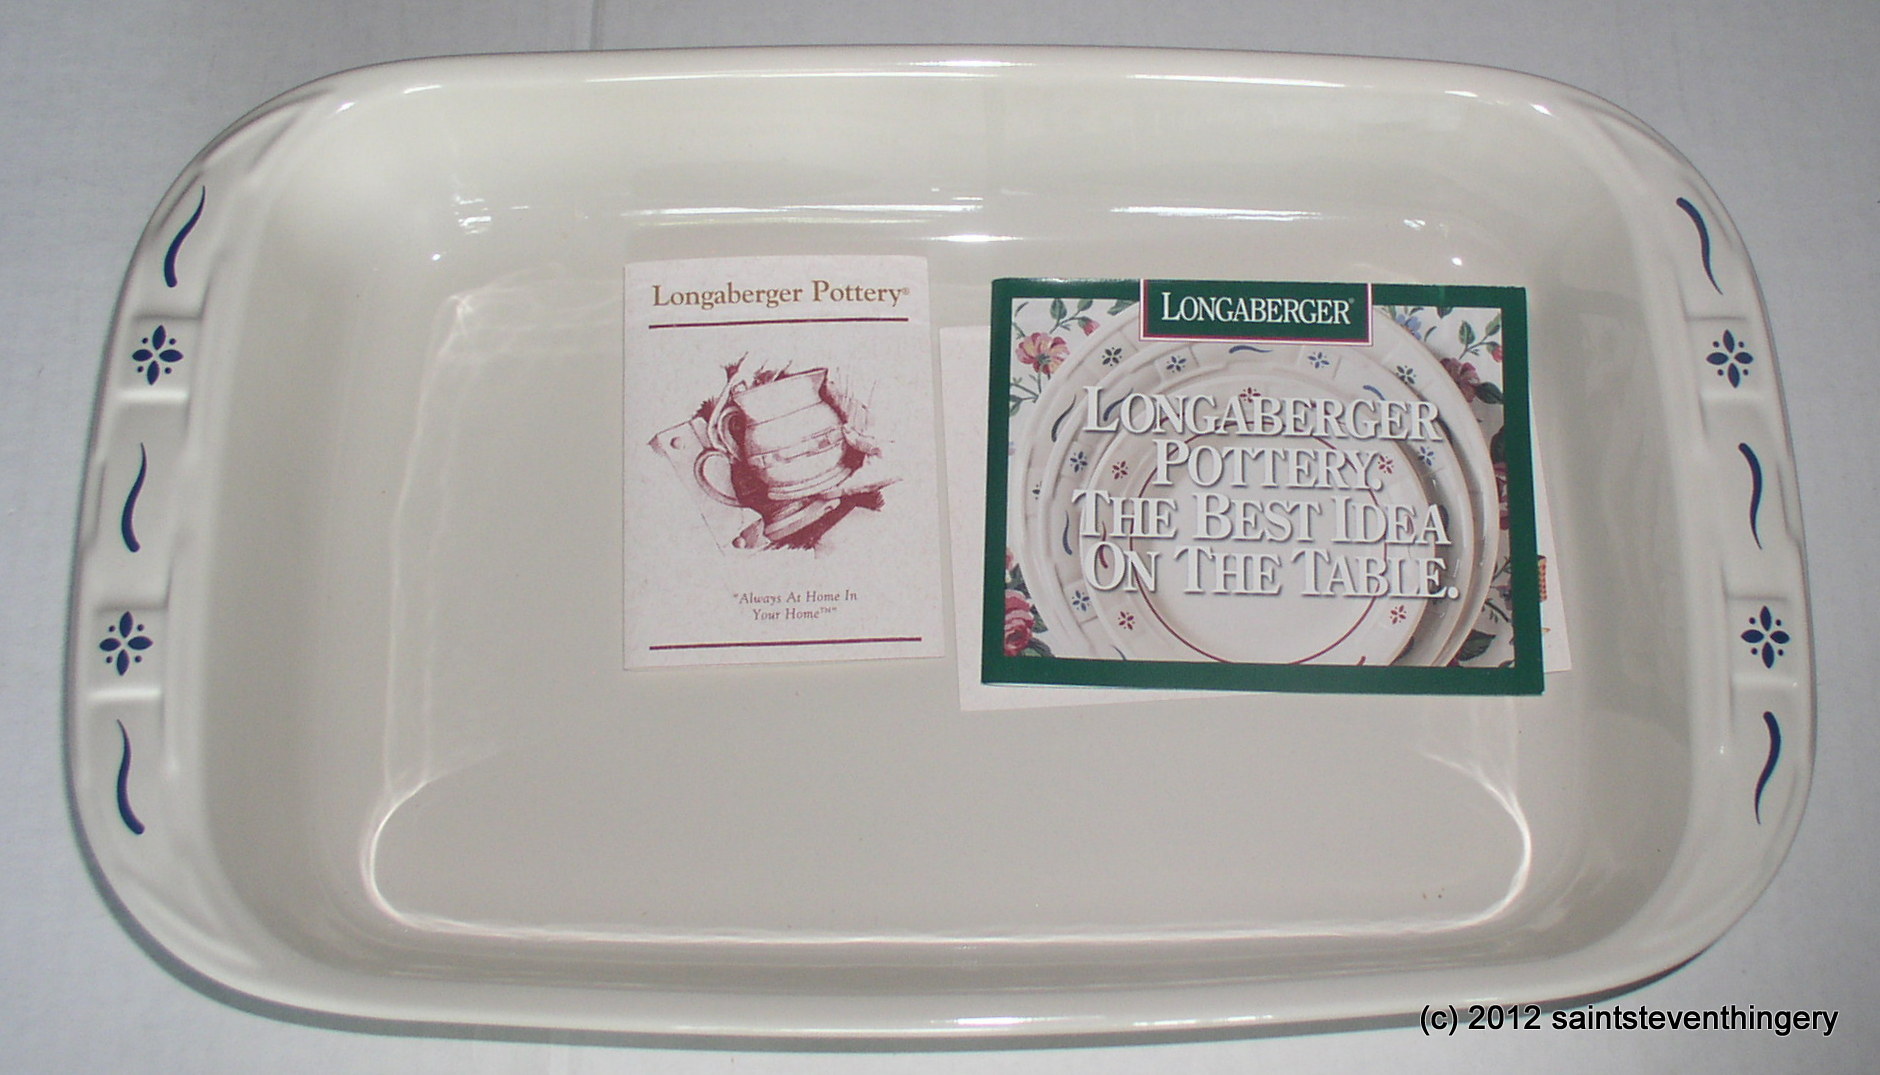 Longaberger Pottery®
"Always At Home In
Your Home™"
LONGABERGER®
LONGABERGER
POTTERY.
THE BEST IDEA
ON THE TABLE.
(c) 2012 saintsteventhingery